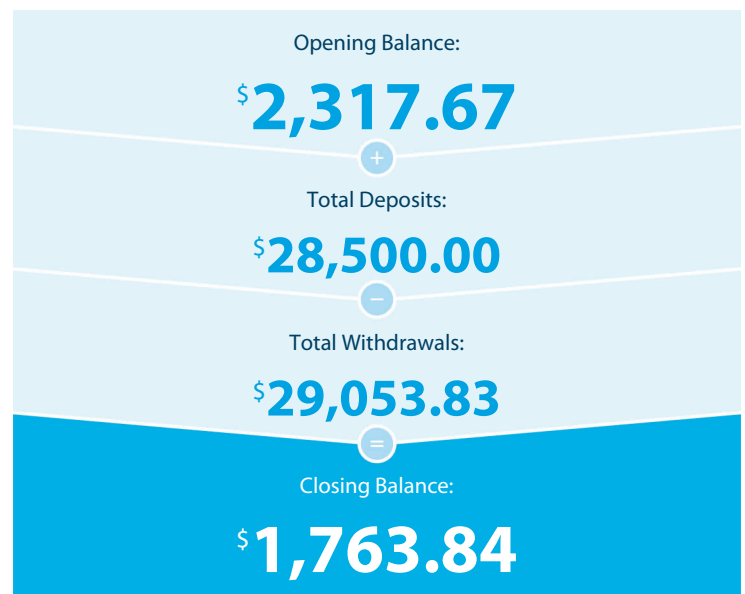 Opening Balance:
$2,317.67
+
Total Deposits:
$28,500.00
−
Total Withdrawals:
$29,053.83
=
Closing Balance:
$1,763.84